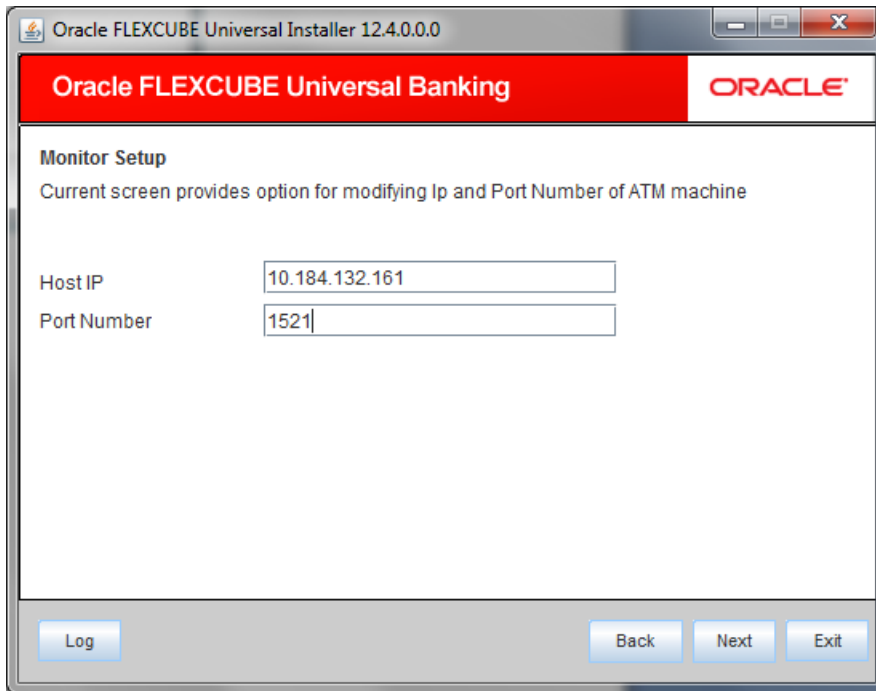 Oracle FLEXCUBE Universal Installer 12.4.0.0.0
Oracle FLEXCUBE Universal Banking
ORACLE
Monitor Setup
Current screen provides option for modifying Ip and Port Number of ATM machine
Host IP 10.184.132.161
Port Number 1521
Log Back Next Exit